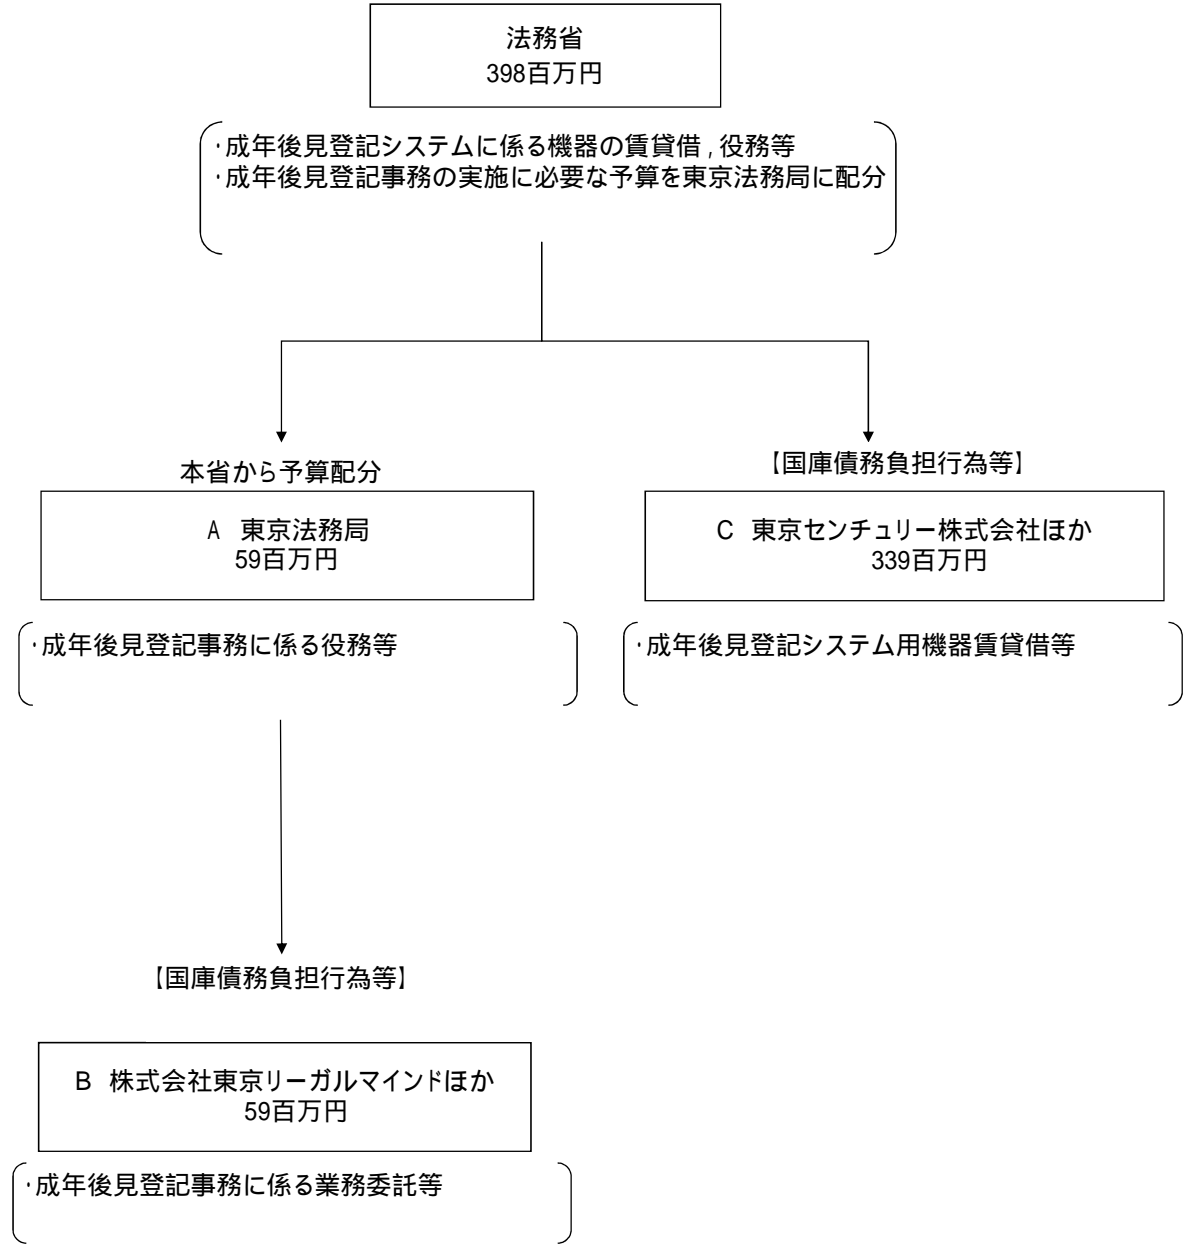 法務省
398百万円
・成年後見登記システムに係る機器の賃貸借，役務等
・成年後見登記事務の実施に必要な予算を東京法務局に配分
本省から予算配分
A　東京法務局
59百万円
・成年後見登記事務に係る役務等
【国庫債務負担行為等】
C　東京センチュリー株式会社ほか
339百万円
・成年後見登記システム用機器賃貸借等
【国庫債務負担行為等】
B　株式会社東京リーガルマインドほか
59百万円
・成年後見登記事務に係る業務委託等